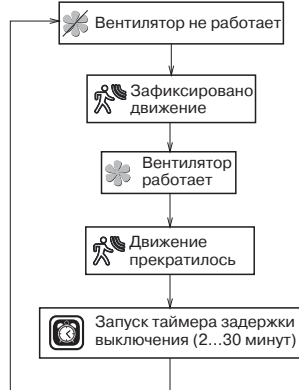 Вентилятор не работает
Зафиксировано
движение
Вентилятор
работает
Движение
прекратилось
Запуск таймера задержки
выключения (2...30 минут)